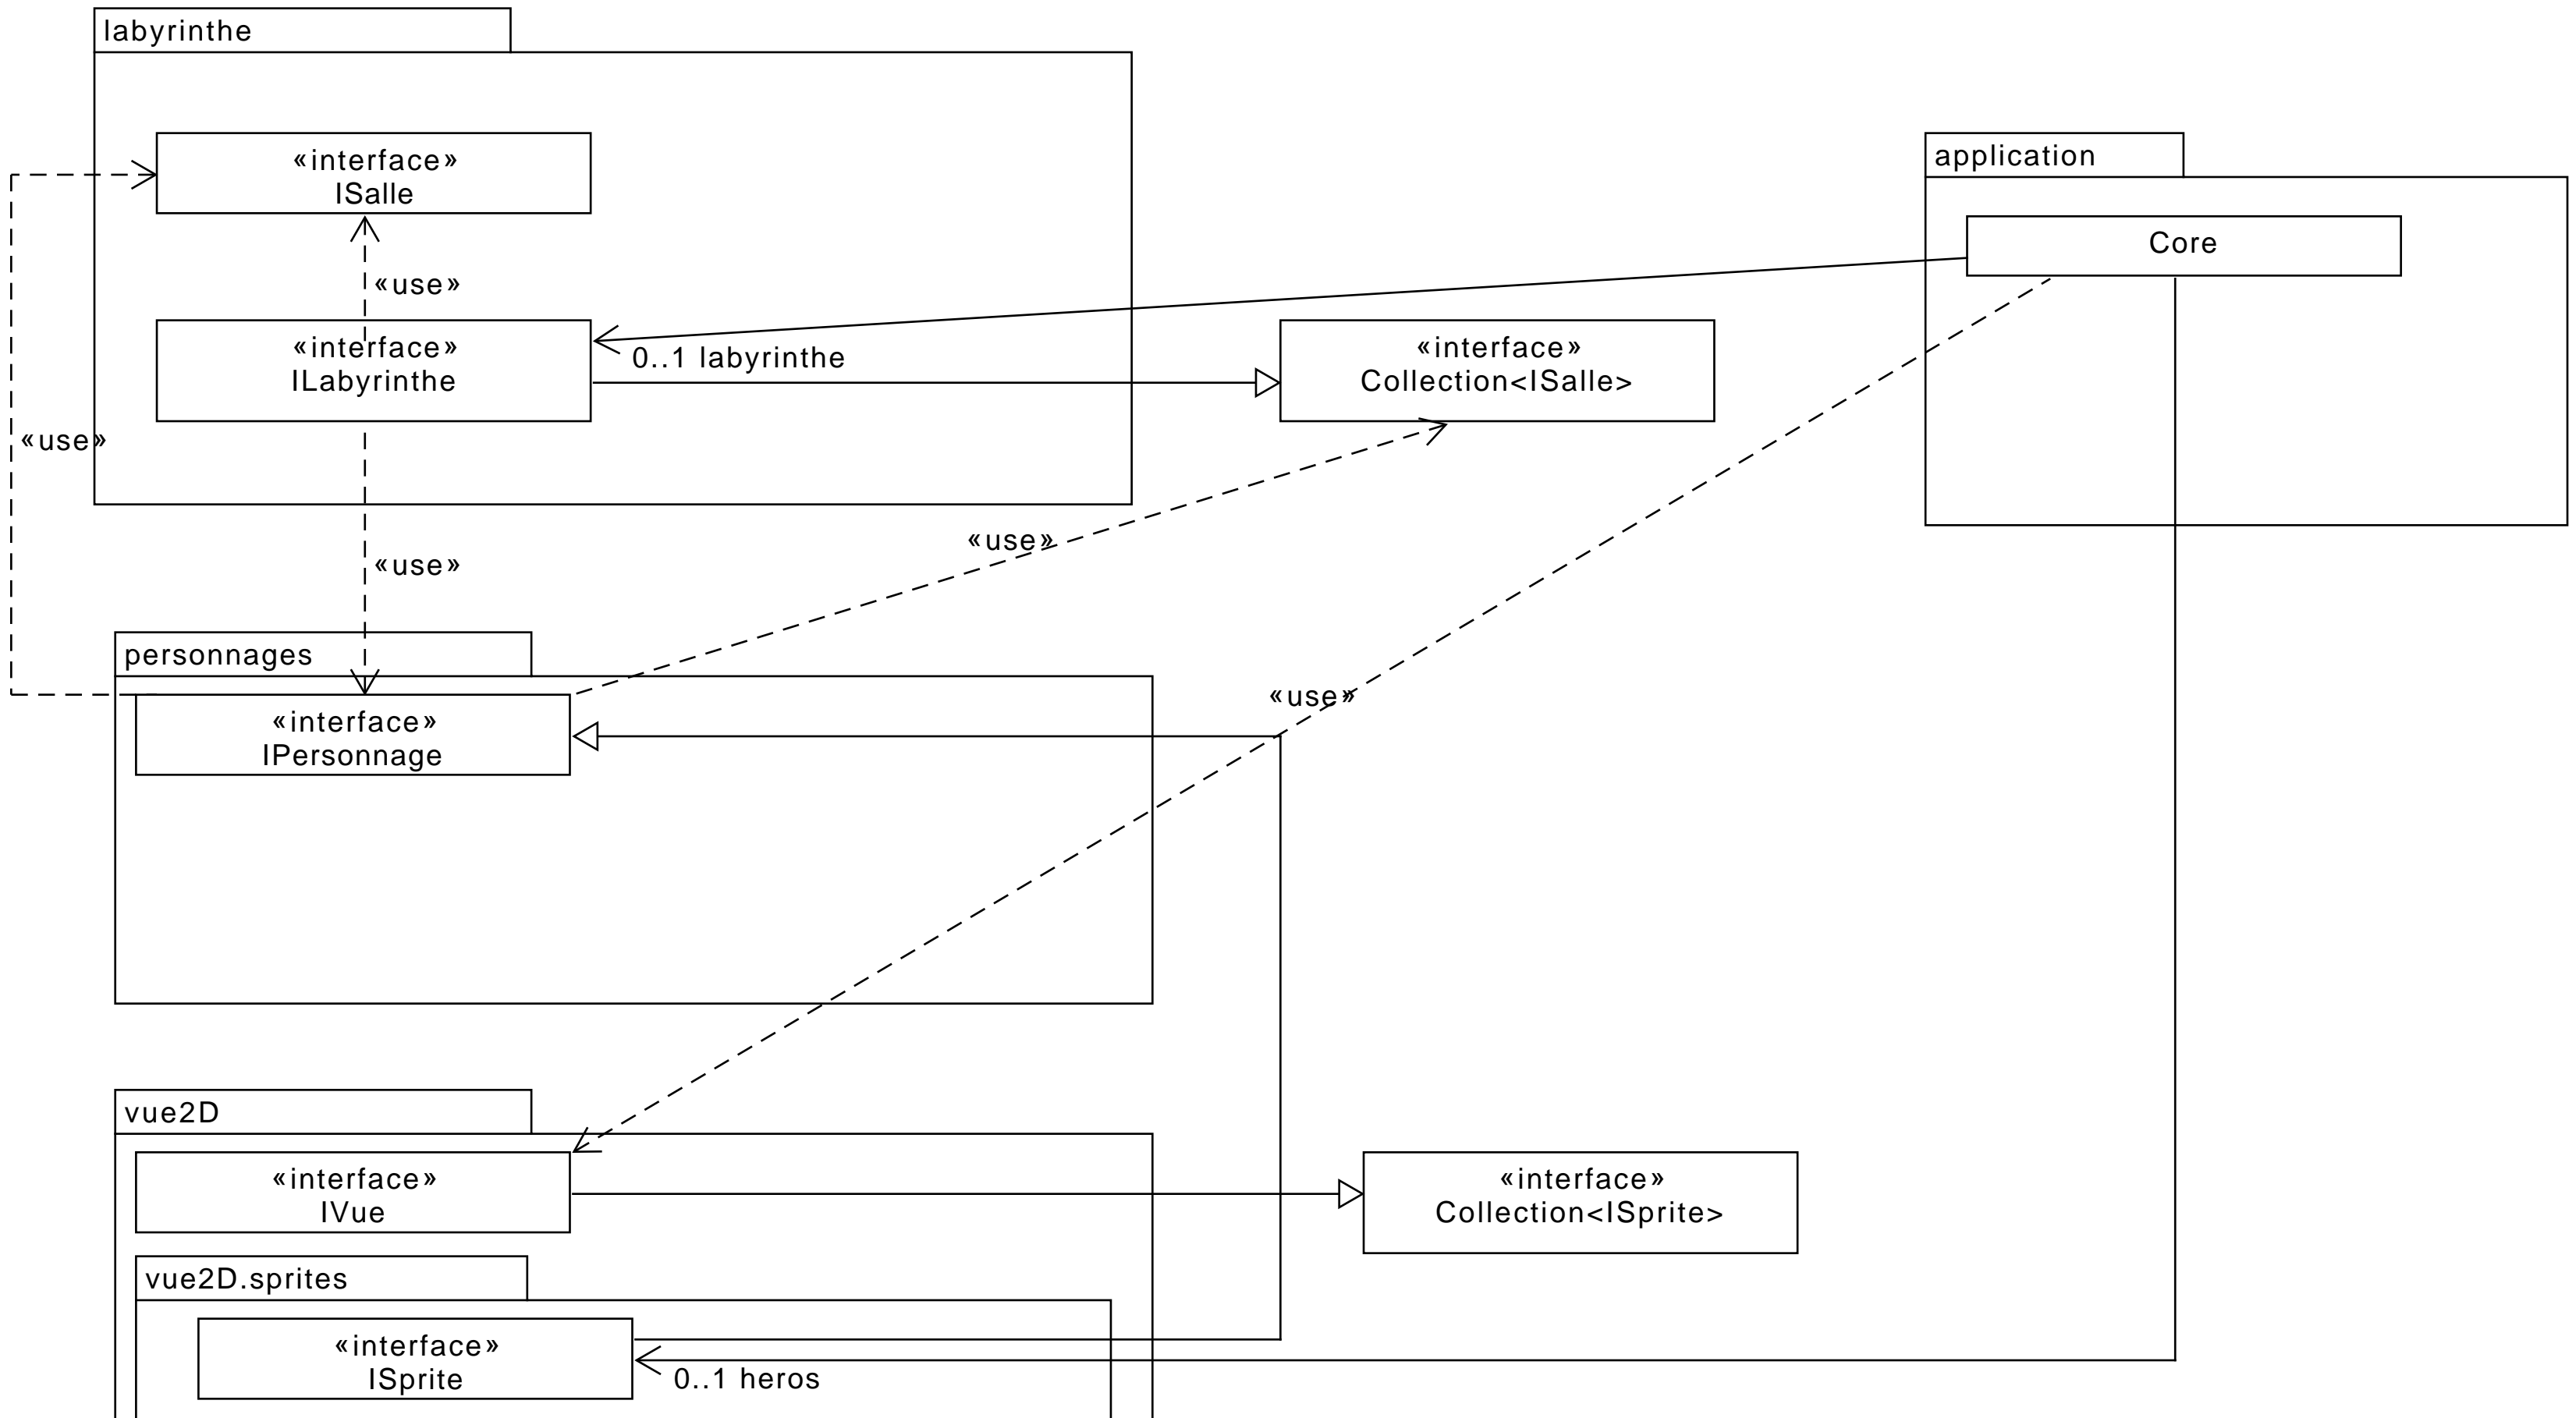 labyrinthe
application
«interface»
ISalle
Core
«use»
«interface»
ILabyrinthe
0..1 labyrinthe
«interface»
Collection<ISalle>
«use»
«use»
«use»
personnages
«use»
«interface»
IPersonnage
vue2D
«interface»
IVue
«interface»
Collection<ISprite>
vue2D.sprites
«interface»
ISprite
0..1 heros